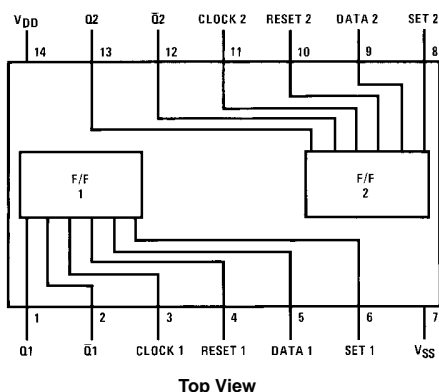 VDD Q2 Q̅2 CLOCK 2 RESET 2 DATA 2 SET 2
14 13 12 11 10 9 8
F/F
1
F/F
2
1 2 3 4 5 6 7
Q1 Q̅1 CLOCK 1 RESET 1 DATA 1 SET 1 VSS
Top View